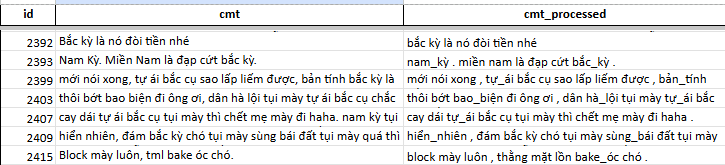 id cmt cmt_processed
2392 Bắc kỳ là nó đòi tiền nhé bắc kỳ là nó đòi tiền nhé
2393 Nam Kỳ. Miền Nam là đạp cứt bắc kỳ. nam_kỳ . miền nam là đạp cứt bắc_kỳ .
2399 mới nói xong, tự ái bắc cụ sao lấp liếm được, bản tính bắc kỳ là mới nói xong , tự_ái bắc cụ sao lấp liếm được , bản_tính
2403 thôi bớt bao biện đi ông ơi, dân hà lội tụi mày tự ái bắc cụ chắc thôi bớt bao_biện đi ông ơi , dân hà_lội tụi mày tự_ái bắc
2407 cay dái tự ái bắc cụ tụi mày thì chết mẹ mày đi haha. nam kỳ tụi cay dái tự_ái bắc cụ tụi mày thì chết mẹ mày đi haha .
2409 hiển nhiên, đám bắc kỳ chó tụi mày sùng bái đất tụi mày quá thì hiển_nhiên , đám bắc kỳ chó tụi mày sùng_bái đất tụi mày
2415 Block mày luôn, tml bake óc chó. block mày luôn , thằng mặt lồn bake_óc chó .